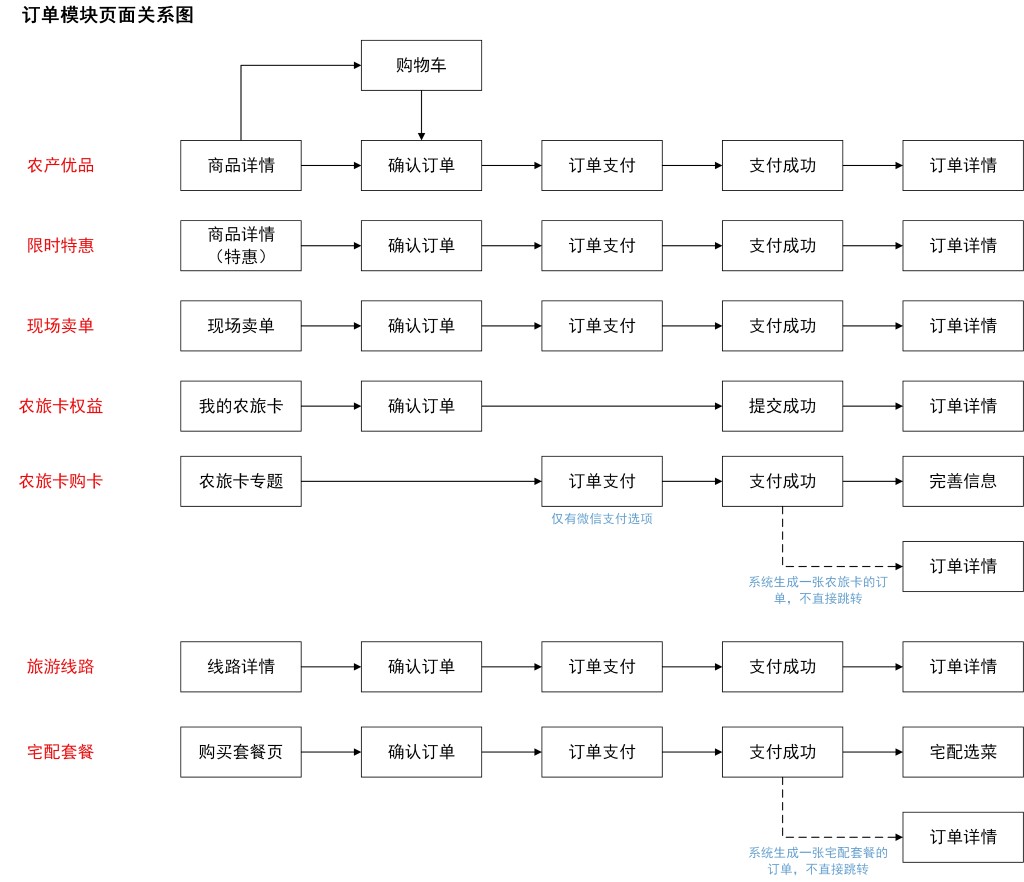 订单模块页面关系图
购物车
农产优品
商品详情
确认订单
订单支付
支付成功
订单详情
限时特惠
商品详情
（特惠）
确认订单
订单支付
支付成功
订单详情
现场卖单
现场卖单
确认订单
订单支付
支付成功
订单详情
农旅卡权益
我的农旅卡
确认订单
提交成功
订单详情
农旅卡购卡
农旅卡专题
订单支付
支付成功
完善信息
仅有微信支付选项
订单详情
系统生成一张农旅卡的订
单，不直接跳转
旅游线路
线路详情
确认订单
订单支付
支付成功
订单详情
宅配套餐
购买套餐页
确认订单
订单支付
支付成功
宅配选菜
订单详情
系统生成一张宅配套餐的
订单，不直接跳转